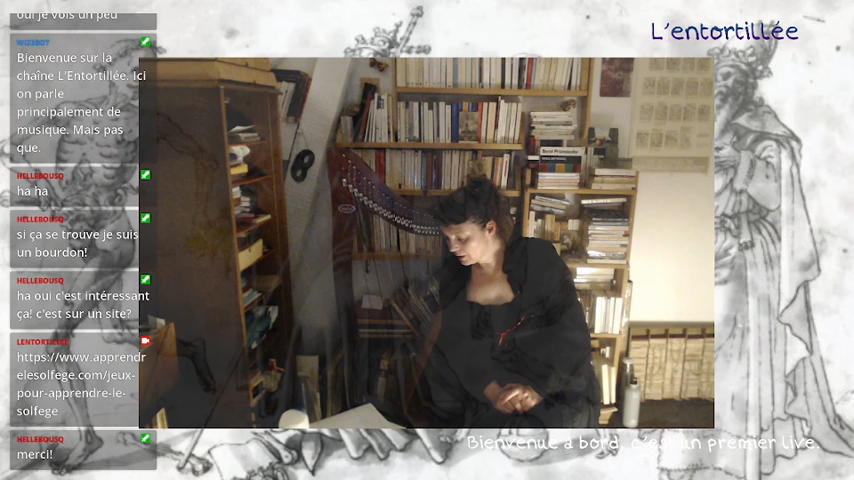 L'entortillée
oui je vois un peu
WIZEBOT
Bienvenue sur la
chaîne L'Entortillée. Ici
on parle
principalement de
musique. Mais pas
que.
HELLEBOUSQ
ha ha
HELLEBOUSQ
si ça se trouve je suis
un bourdon!
HELLEBOUSQ
ha oui c'est intéressant
ça! c'est sur un site?
LENTORTILLEE
https://www.apprendr
elesolfege.com/jeux-
pour-apprendre-le-
solfege
HELLEBOUSQ
merci!
Bienvenue à bord, c'est un premier live.